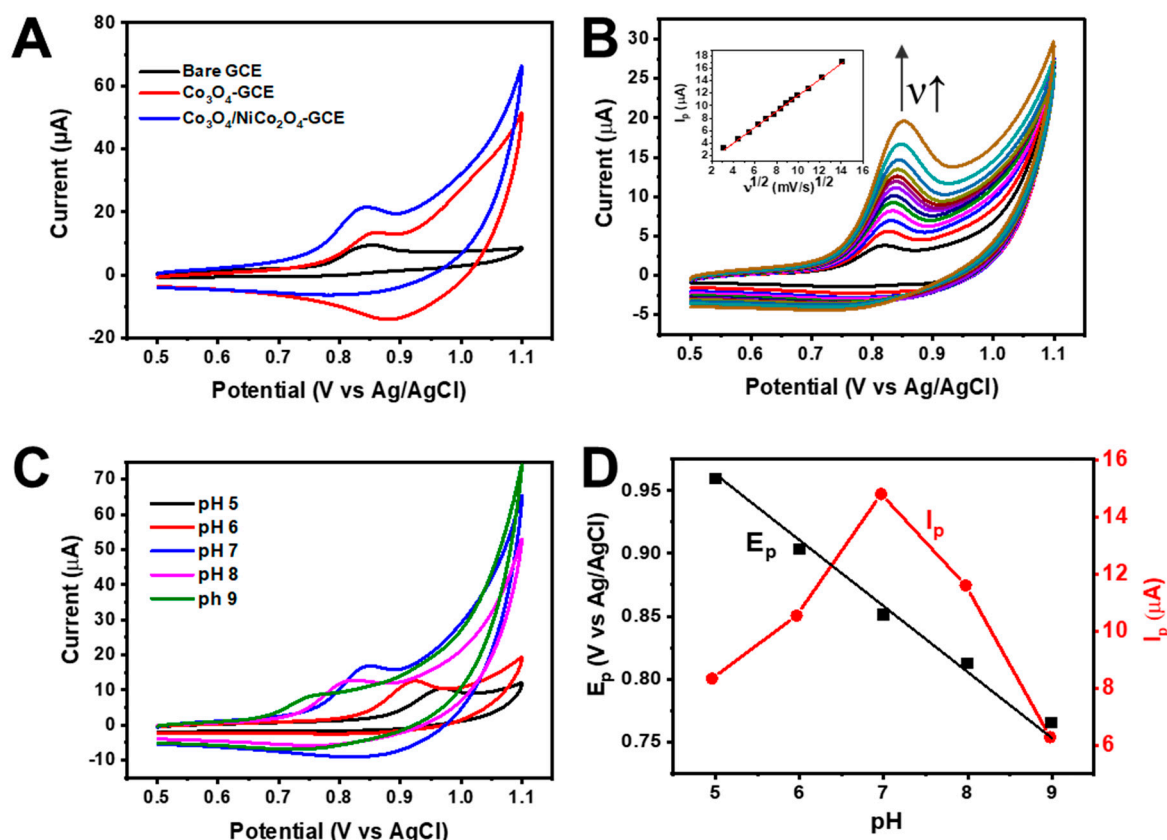 A
Bare GCE
Co₃O₄-GCE
Co₃O₄/NiCo₂O₄-GCE
80
60
40
20
0
-20
Current (µA)
0.5 0.6 0.7 0.8 0.9 1.0 1.1
Potential (V vs Ag/AgCl)
B
30
25
20
15
10
5
0
-5
Current (µA)
18
16
14
12
10
8
6
4
2
Iₚ (µA)
2 4 6 8 10 12 14 16
ν¹/² (mV/s)¹/²
ν↑
0.5 0.6 0.7 0.8 0.9 1.0 1.1
Potential (V vs Ag/AgCl)
C
pH 5
pH 6
pH 7
pH 8
ph 9
70
60
50
40
30
20
10
0
-10
Current (µA)
0.5 0.6 0.7 0.8 0.9 1.0 1.1
Potential (V vs AgCl)
D
0.95
0.90
0.85
0.80
0.75
Eₚ (V vs Ag/AgCl)
Eₚ
Iₚ
16
14
12
10
8
6
Iₚ (µA)
5 6 7 8 9
pH